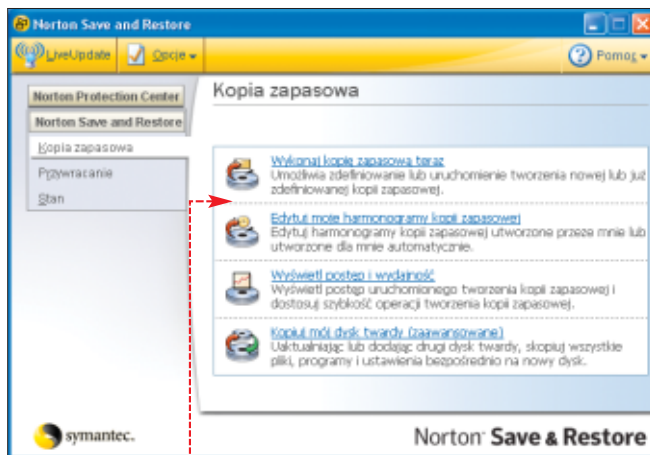 Norton Save and Restore
LiveUpdate Opcje Pomoc
Norton Protection Center
Norton Save and Restore
Kopia zapasowa
Przywracanie
Stan
Kopia zapasowa
Wykonaj kopię zapasową teraz
Umożliwia zdefiniowanie lub uruchomienie tworzenia nowej lub już
zdefiniowanej kopii zapasowej.
Edytuj moje harmonogramy kopii zapasowej
Edytuj harmonogramy kopii zapasowej utworzone przeze mnie lub
utworzone dla mnie automatycznie.
Wyświetl postęp i wydajność
Wyświetl postęp uruchomionego tworzenia kopii zapasowej i
dostosuj szybkość operacji tworzenia kopii zapasowej.
Kopiuj mój dysk twardy (zaawansowane)
Uaktualniając lub dodając drugi dysk twardy, skopiuj wszystkie
pliki, programy i ustawienia bezpośrednio na nowy dysk.
symantec.
Norton Save & Restore